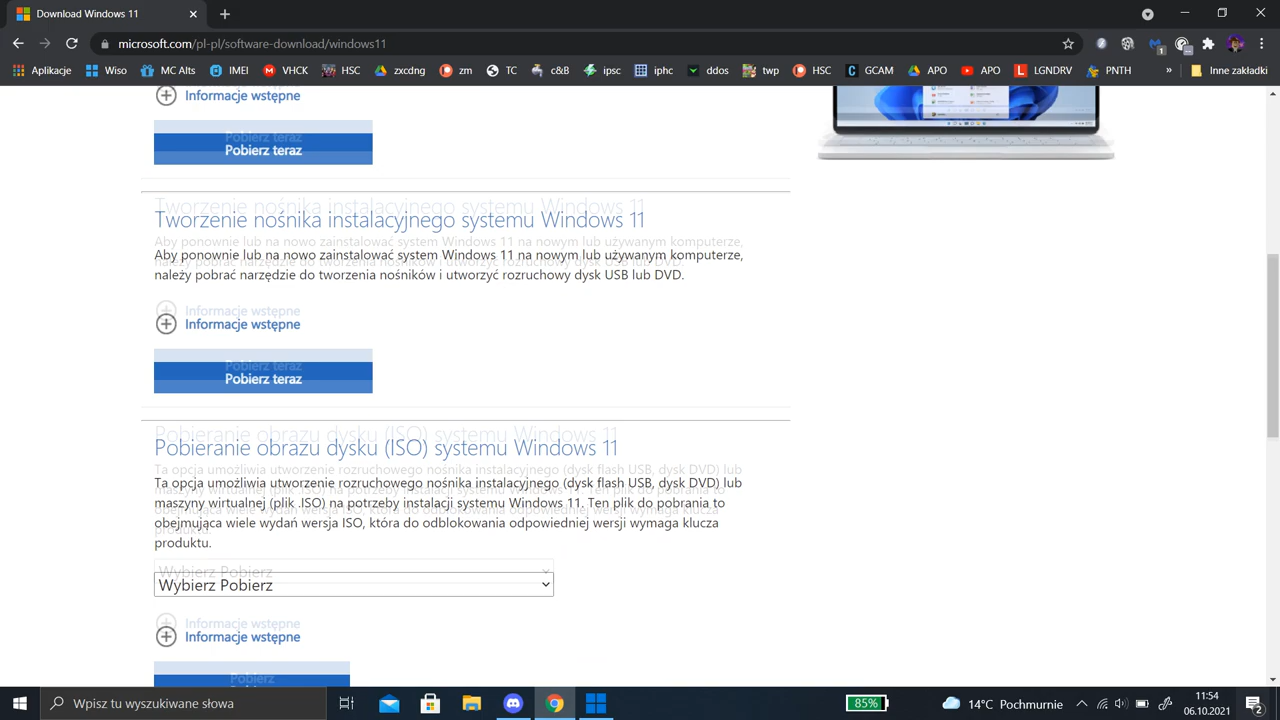 Download Windows 11
microsoft.com/pl-pl/software-download/windows11
Aplikacje Wiso MC Alts IMEI VHCK HSC zxcdng zm TC c&B ipsc iphc ddos twp HSC GCAM APO APO LGNDRV PNTH » Inne zakładki
Informacje wstępne
Pobierz teraz
Tworzenie nośnika instalacyjnego systemu Windows 11
Aby ponownie lub na nowo zainstalować system Windows 11 na nowym lub używanym komputerze,
należy pobrać narzędzie do tworzenia nośników i utworzyć rozruchowy dysk USB lub DVD.
Informacje wstępne
Pobierz teraz
Pobieranie obrazu dysku (ISO) systemu Windows 11
Ta opcja umożliwia utworzenie rozruchowego nośnika instalacyjnego (dysk flash USB, dysk DVD) lub
maszyny wirtualnej (plik .ISO) na potrzeby instalacji systemu Windows 11. Ten plik do pobrania to
obejmująca wiele wydań wersja ISO, która do odblokowania odpowiedniej wersji wymaga klucza
produktu.
Wybierz Pobierz
Informacje wstępne
Pobierz
Wpisz tu wyszukiwane słowa
85%
14°C Pochmurnie
11:54
06.10.2021
2